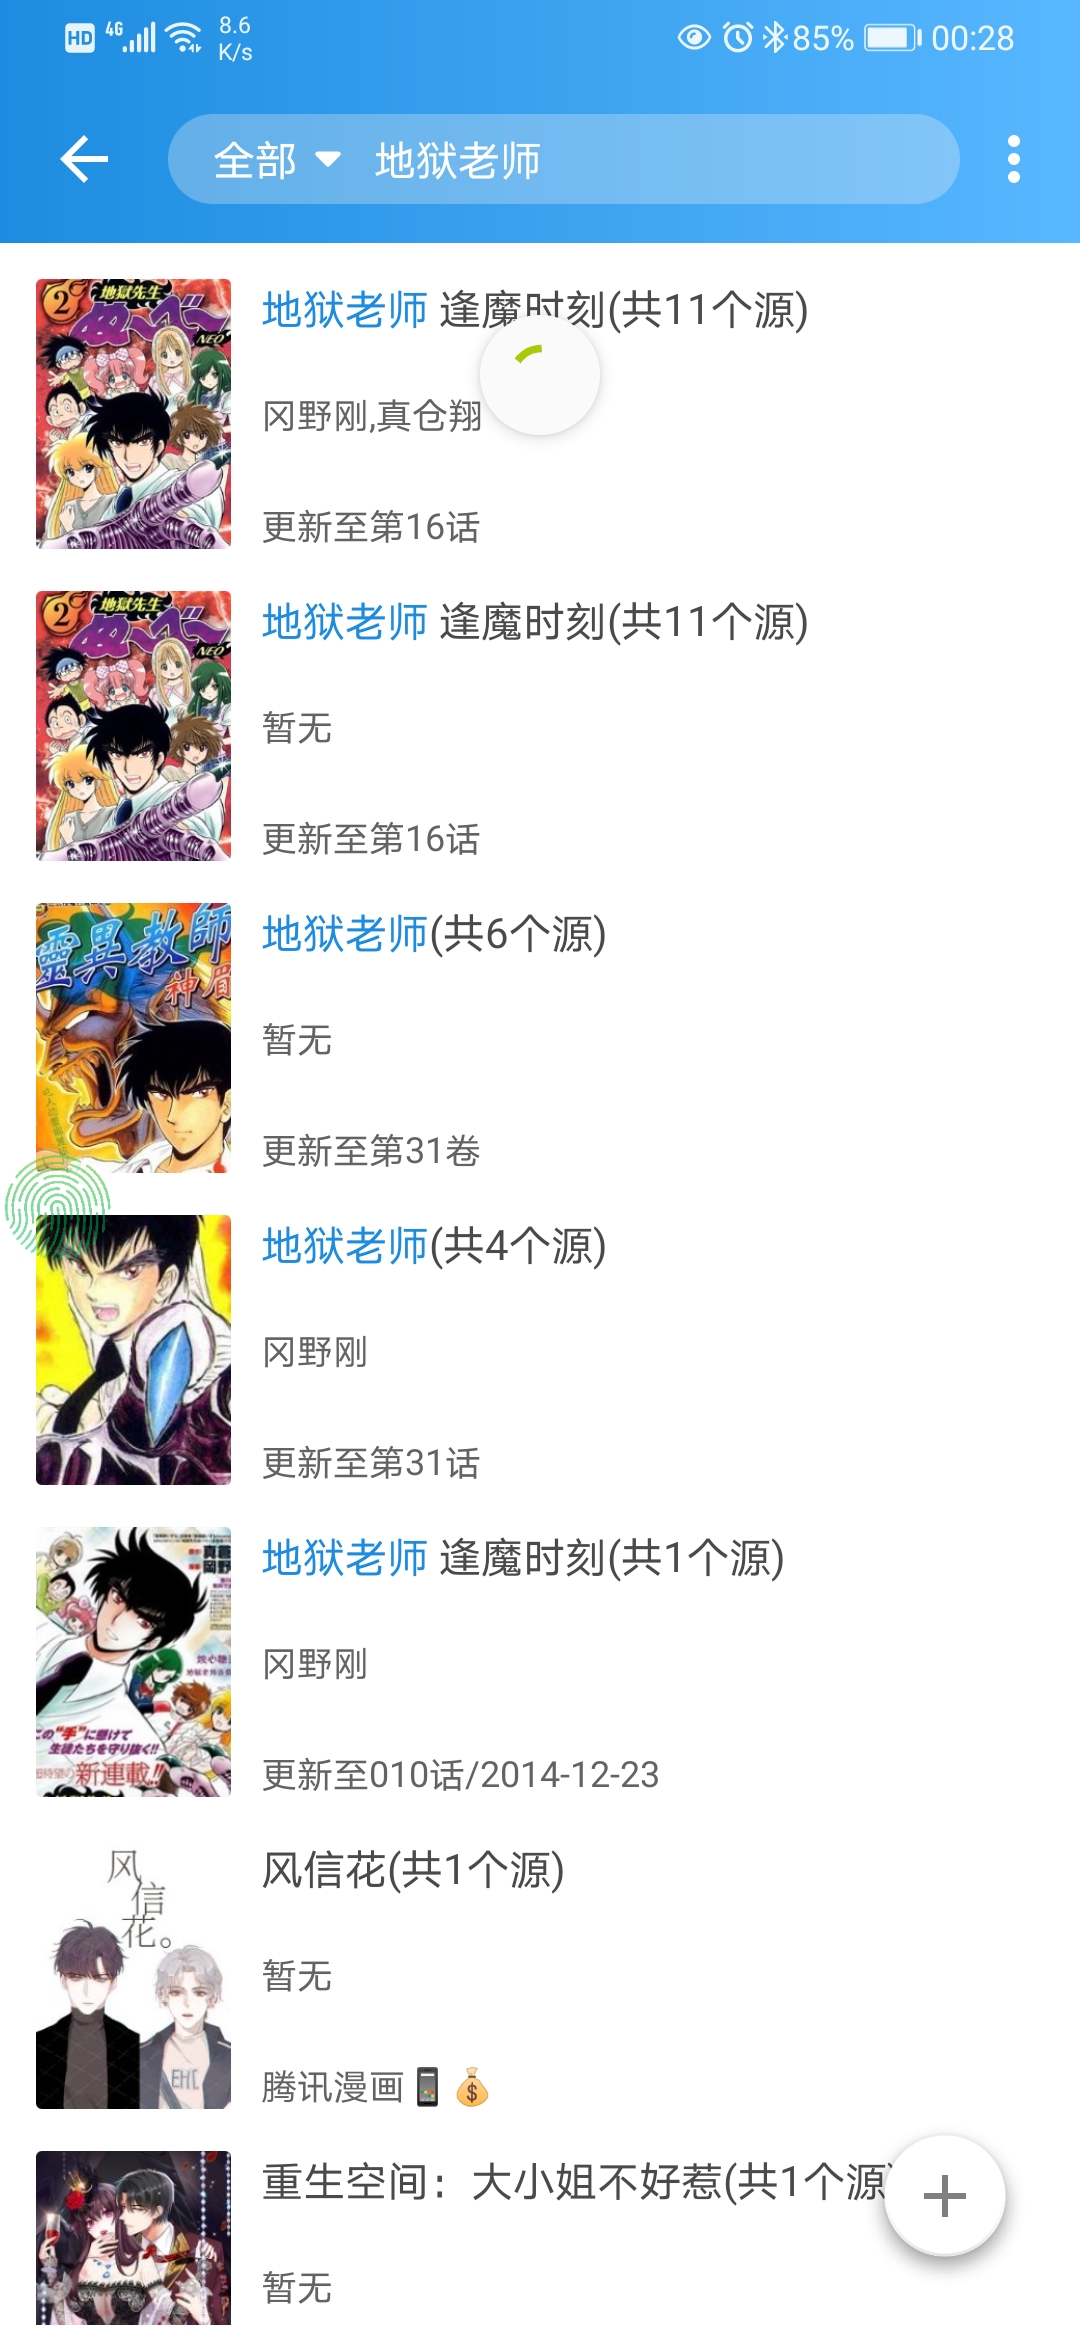 HD 4G 8.6 K/s 85% 00:28
全部 地狱老师
2 地獄先生
ぬ~べ~
NEO
地狱老师 逢魔时刻(共11个源)
冈野刚,真仓翔
更新至第16话
2 地獄先生
ぬ~べ~
NEO
地狱老师 逢魔时刻(共11个源)
暂无
更新至第16话
靈異教師
神眉
地狱老师(共6个源)
暂无
更新至第31卷
地狱老师(共4个源)
冈野刚
更新至第31话
地狱老师 逢魔时刻(共1个源)
冈野刚
更新至010话/2014-12-23
この"手"に懸けて
生徒たちを守り抜く!!
新連載!!
风信花。
EHC
风信花(共1个源)
暂无
腾讯漫画📱💰
重生空间：大小姐不好惹(共1个源
暂无